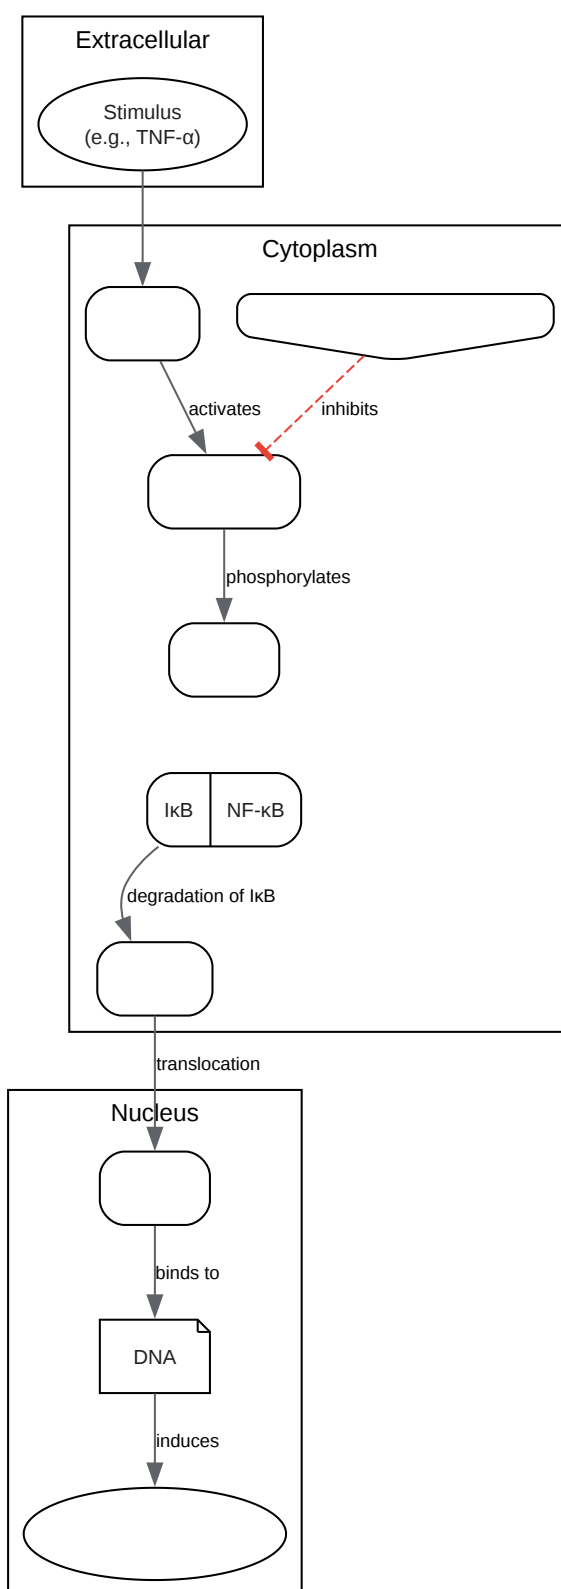 Extracellular
Stimulus
(e.g., TNF-α)
Cytoplasm
activates
inhibits
phosphorylates
IκB
NF-κB
degradation of IκB
translocation
Nucleus
binds to
DNA
induces